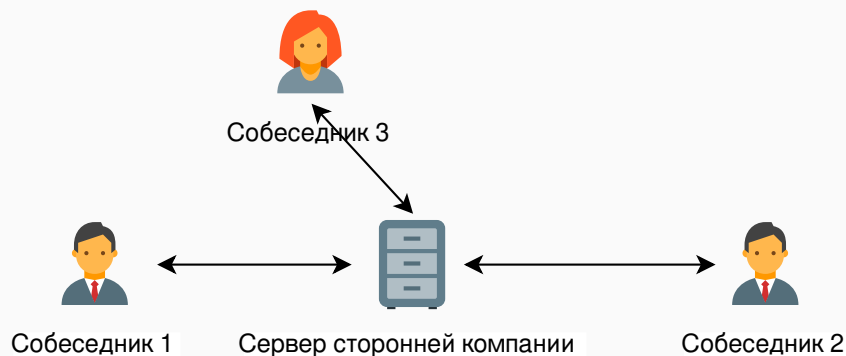 Собеседник 3
Собеседник 1
Сервер сторонней компании
Собеседник 2